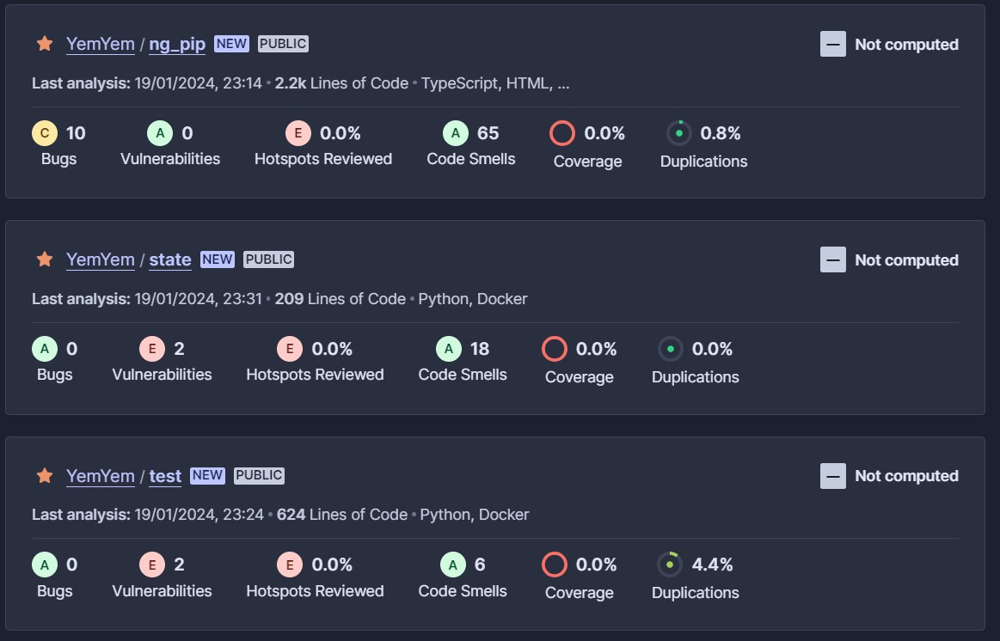 YemYem / ng_pip NEW PUBLIC Not computed
Last analysis: 19/01/2024, 23:14 • 2.2k Lines of Code • TypeScript, HTML, ...
C 10 A 0 E 0.0% A 65 0.0% 0.8%
Bugs Vulnerabilities Hotspots Reviewed Code Smells Coverage Duplications
YemYem / state NEW PUBLIC Not computed
Last analysis: 19/01/2024, 23:31 • 209 Lines of Code • Python, Docker
A 0 E 2 E 0.0% A 18 0.0% 0.0%
Bugs Vulnerabilities Hotspots Reviewed Code Smells Coverage Duplications
YemYem / test NEW PUBLIC Not computed
Last analysis: 19/01/2024, 23:24 • 624 Lines of Code • Python, Docker
A 0 E 2 E 0.0% A 6 0.0% 4.4%
Bugs Vulnerabilities Hotspots Reviewed Code Smells Coverage Duplications